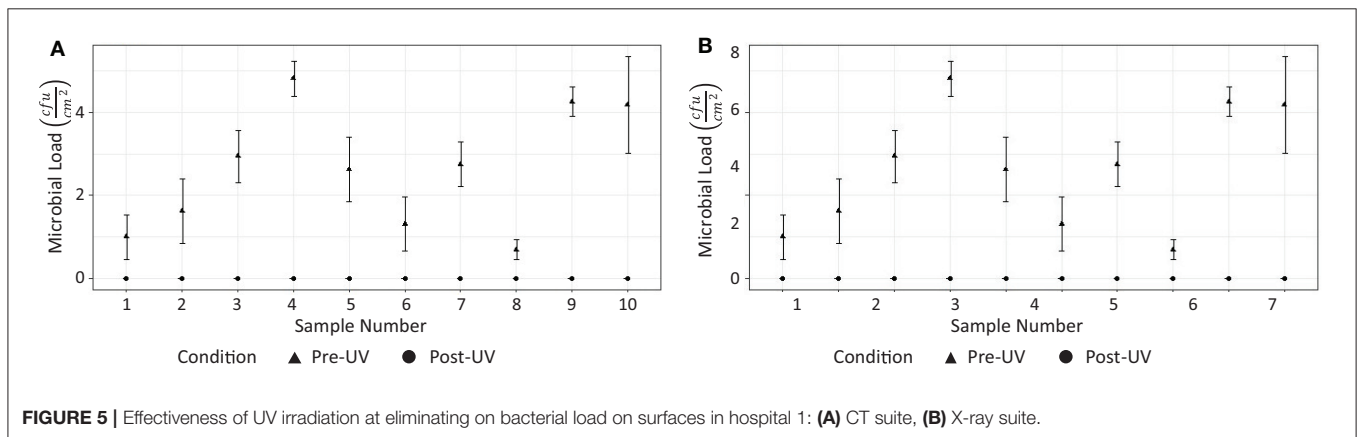 A
Microbial Load (cfu/cm²)
4
2
0
1 2 3 4 5 6 7 8 9 10
Sample Number
Condition ▲ Pre-UV ● Post-UV
B
Microbial Load (cfu/cm²)
8
6
4
2
0
1 2 3 4 5 6 7
Sample Number
Condition ▲ Pre-UV ● Post-UV
FIGURE 5 | Effectiveness of UV irradiation at eliminating on bacterial load on surfaces in hospital 1: (A) CT suite, (B) X-ray suite.